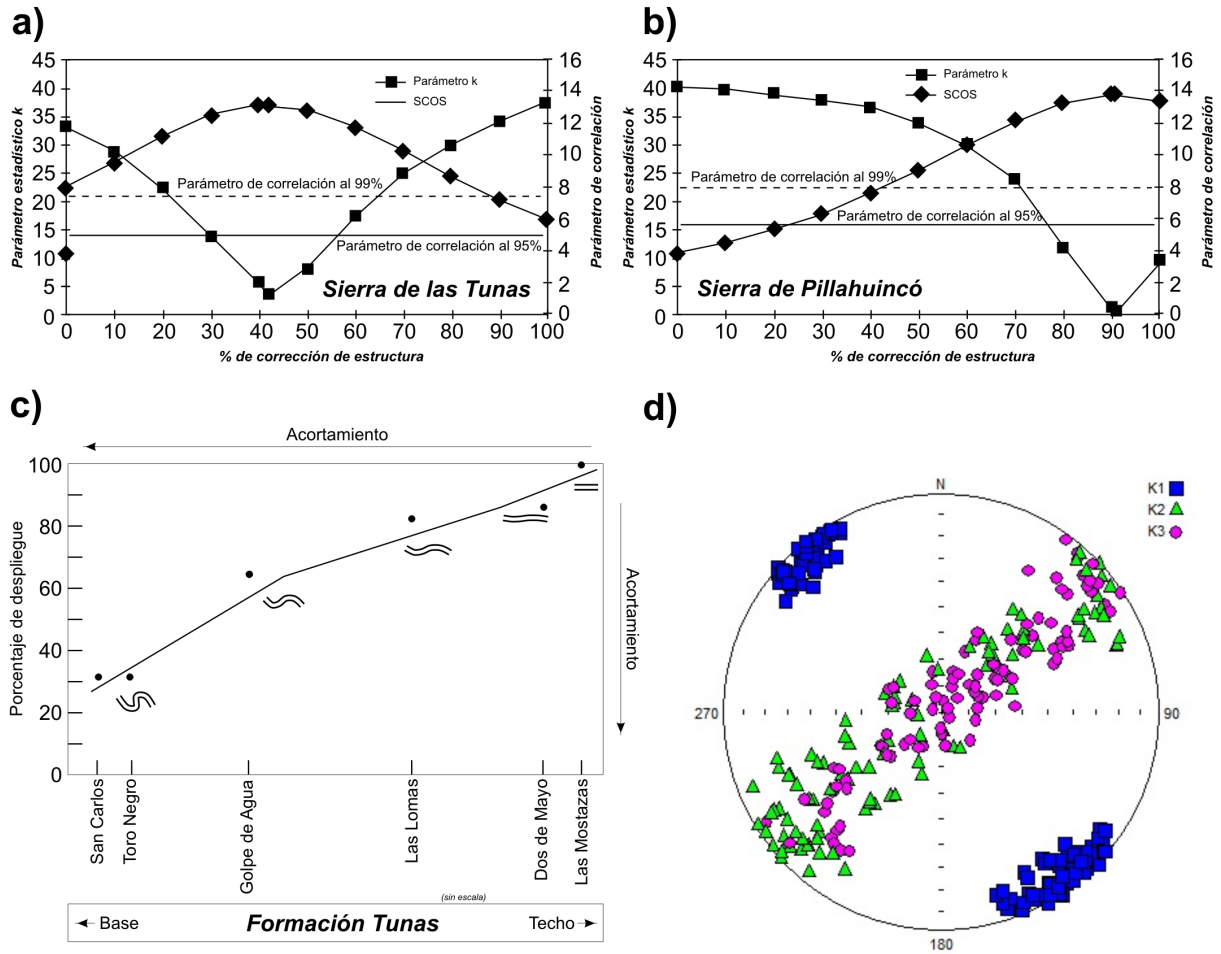 a)
45
40
35
30
25
20
15
10
5
0
Parámetro estadístico k
16
14
12
10
8
6
4
2
0
Parámetro de correlación
Parámetro k
SCOS
Parámetro de correlación al 99%
Parámetro de correlación al 95%
Sierra de las Tunas
0 10 20 30 40 50 60 70 80 90 100
% de corrección de estructura
b)
45
40
35
30
25
20
15
10
5
0
Parámetro estadístico k
16
14
12
10
8
6
4
2
0
Parámetro de correlación
Parámetro k
SCOS
Parámetro de correlación al 99%
Parámetro de correlación al 95%
Sierra de Pillahuincó
0 10 20 30 40 50 60 70 80 90 100
% de corrección de estructura
c)
Acortamiento
100
80
60
40
20
0
Porcentaje de despliegue
Acortamiento
San Carlos
Toro Negro
Golpe de Agua
Las Lomas
Dos de Mayo
Las Mostazas
(sin escala)
Base Formación Tunas Techo
d)
N
K1
K2
K3
270
90
180